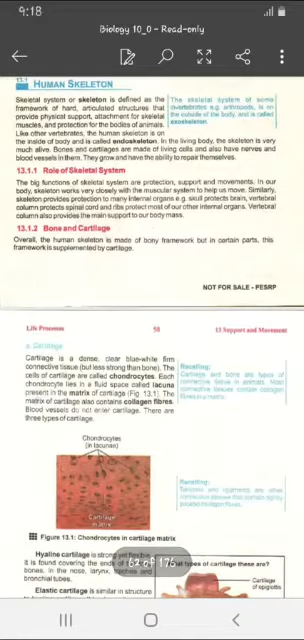 9:18
Biology 10_0 – Read-only
13.1 HUMAN SKELETON
Skeletal system or skeleton is defined as the
framework of hard, articulated structures that
provide physical support, attachment for skeletal
muscles, and protection for the bodies of animals.
Like other vertebrates, the human skeleton is on
the inside of body and is called endoskeleton. In the living body, the skeleton is very
much alive. Bones and cartilages are made of living cells and also have nerves and
blood vessels in them. They grow and have the ability to repair themselves.
The skeletal system of some
invertebrates e.g. arthropods, is on
the outside of the body, and is called
exoskeleton.
13.1.1 Role of Skeletal System
The big functions of skeletal system are protection, support and movements. In our
body, skeleton works very closely with the muscular system to help us move. Similarly,
skeleton provides protection to many internal organs e.g. skull protects brain, vertebral
column protects spinal cord and ribs protect most of our other internal organs. Vertebral
column also provides the main support to our body mass.
13.1.2 Bone and Cartilage
Overall, the human skeleton is made of bony framework but in certain parts, this
framework is supplemented by cartilage.
NOT FOR SALE - PESRP
Life Processes 50 13 Support and Movement
a. Cartilage
Cartilage is a dense, clear blue-white firm
connective tissue (but less strong than bone). The
cells of cartilage are called chondrocytes. Each
chondrocyte lies in a fluid space called lacuna
present in the matrix of cartilage (Fig. 13.1). The
matrix of cartilage also contains collagen fibres.
Blood vessels do not enter cartilage. There are
three types of cartilage.
Recalling:
Cartilage and bone are types of
connective tissue in animals. Most
connective tissues contain collagen
fibres in a matrix.
Chondrocytes
(in lacunae)
Cartilage
matrix
Recalling:
Tendons and ligaments are other
connective tissues that contain tightly
packed collagen fibres.
Figure 13.1: Chondrocytes in cartilage matrix
Hyaline cartilage is strong yet flexible.
It is found covering the ends of
bones, in the nose, larynx, trachea and
bronchial tubes.
Elastic cartilage is similar in structure
62 of 176
hat types of cartilage these are?
Cartilage
of epiglottis